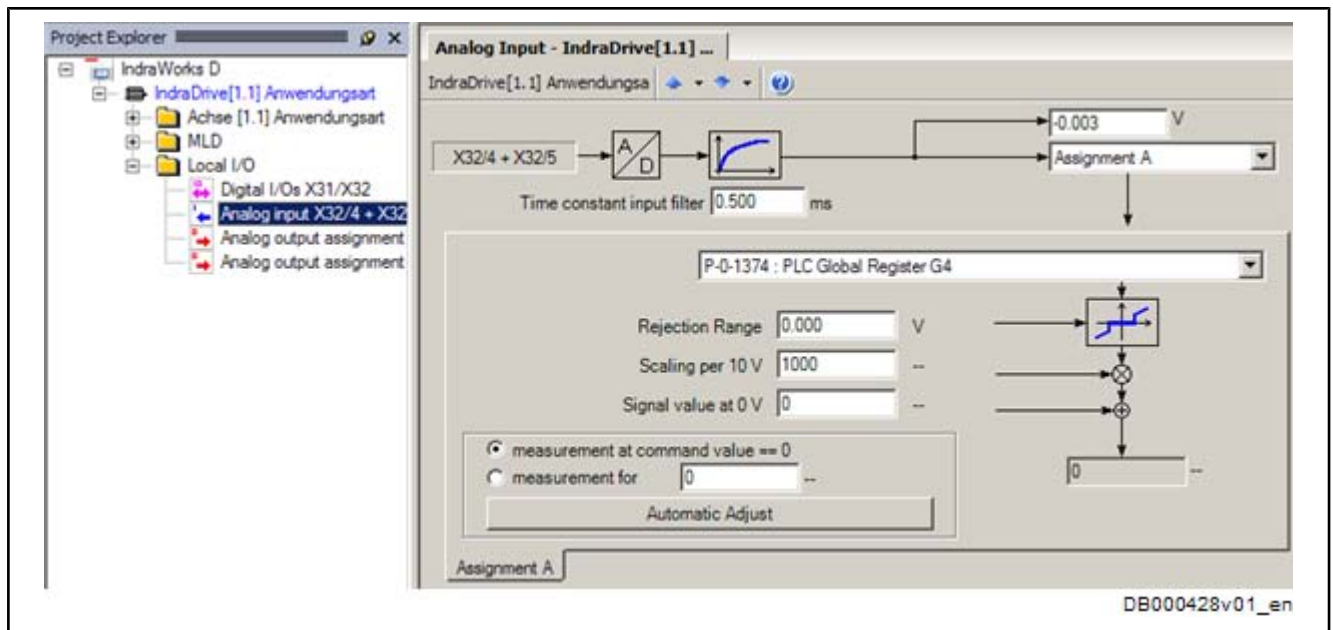 Project Explorer
IndraWorks D
IndraDrive[1.1] Anwendungsart
Achse [1.1] Anwendungsart
MLD
Local I/O
Digital I/Os X31/X32
Analog input X32/4 + X32
Analog output assignment
Analog output assignment
Analog Input - IndraDrive[1.1] ...
IndraDrive[1.1] Anwendungsa
X32/4 + X32/5
A
D
-0.003 V
Assignment A
Time constant input filter 0.500 ms
P-0-1374 : PLC Global Register G4
Rejection Range 0.000 V
Scaling per 10 V 1000 --
Signal value at 0 V 0 --
measurement at command value == 0
measurement for 0 --
Automatic Adjust
0 --
Assignment A
DB000428v01_en